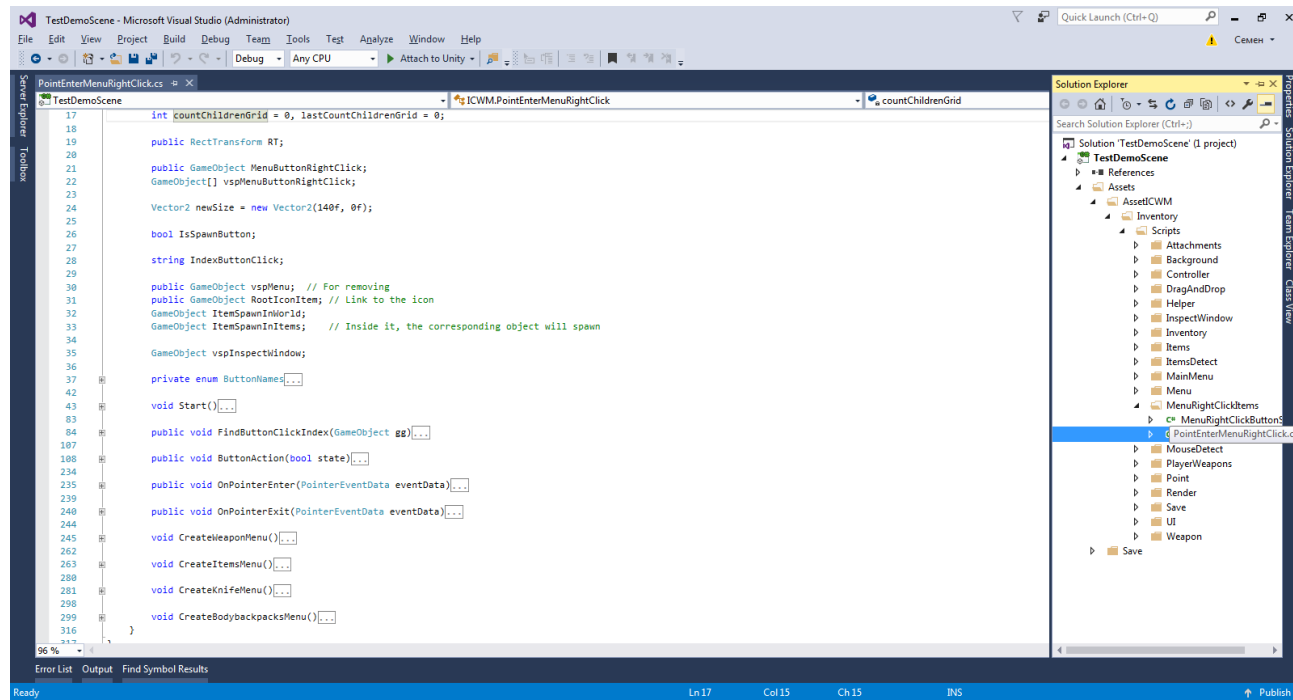 TestDemoScene - Microsoft Visual Studio (Administrator)
Quick Launch (Ctrl+Q)
File Edit View Project Build Debug Team Tools Test Analyze Window Help
Семен
Debug Any CPU Attach to Unity
Server Explorer
Toolbox
PointEnterMenuRightClick.cs
TestDemoScene ICWM.PointEnterMenuRightClick countChildrenGrid
17 int countChildrenGrid = 0, lastCountChildrenGrid = 0;
18
19 public RectTransform RT;
20
21 public GameObject MenuButtonRightClick;
22 GameObject[] vspMenuButtonRightClick;
23
24 Vector2 newSize = new Vector2(140f, 0f);
25
26 bool IsSpawnButton;
27
28 string IndexButtonClick;
29
30 public GameObject vspMenu; // For removing
31 public GameObject RootIconItem; // Link to the icon
32 GameObject ItemSpawnInWorld;
33 GameObject ItemSpawnInItems; // Inside it, the corresponding object will spawn
34
35 GameObject vspInspectWindow;
36
37 private enum ButtonNames...
42
43 void Start()...
83
84 public void FindButtonClickIndex(GameObject gg)...
107
108 public void ButtonAction(bool state)...
234
235 public void OnPointerEnter(PointerEventData eventData)...
239
240 public void OnPointerExit(PointerEventData eventData)...
244
245 void CreateWeaponMenu()...
262
263 void CreateItemsMenu()...
280
281 void CreateKnifeMenu()...
298
299 void CreateBodybackpacksMenu()...
316 }
317
96 %
Solution Explorer
Search Solution Explorer (Ctrl+;)
Solution 'TestDemoScene' (1 project)
TestDemoScene
References
Assets
AssetICWM
Inventory
Scripts
Attachments
Background
Controller
DragAndDrop
Helper
InspectWindow
Inventory
Items
ItemsDetect
MainMenu
Menu
MenuRightClickItems
C# MenuRightClickButtonS
PointEnterMenuRightClick.c
MouseDetect
PlayerWeapons
Point
Render
Save
UI
Weapon
Save
Properties
Solution Explorer
Team Explorer
Class View
Error List Output Find Symbol Results
Ready Ln 17 Col 15 Ch 15 INS Publish